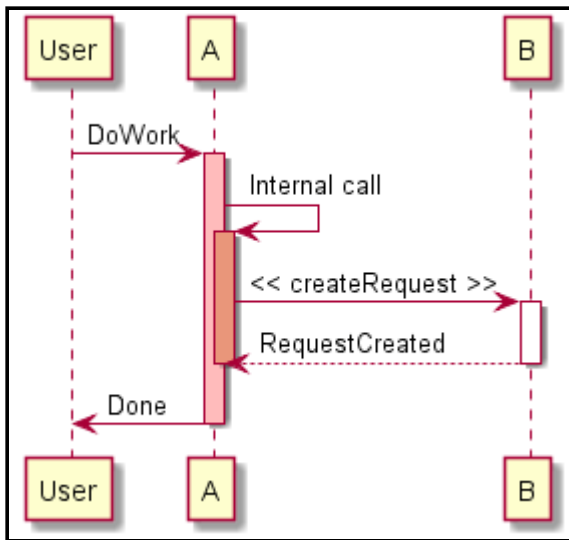 User
A
B
DoWork
Internal call
<< createRequest >>
RequestCreated
Done
User
A
B